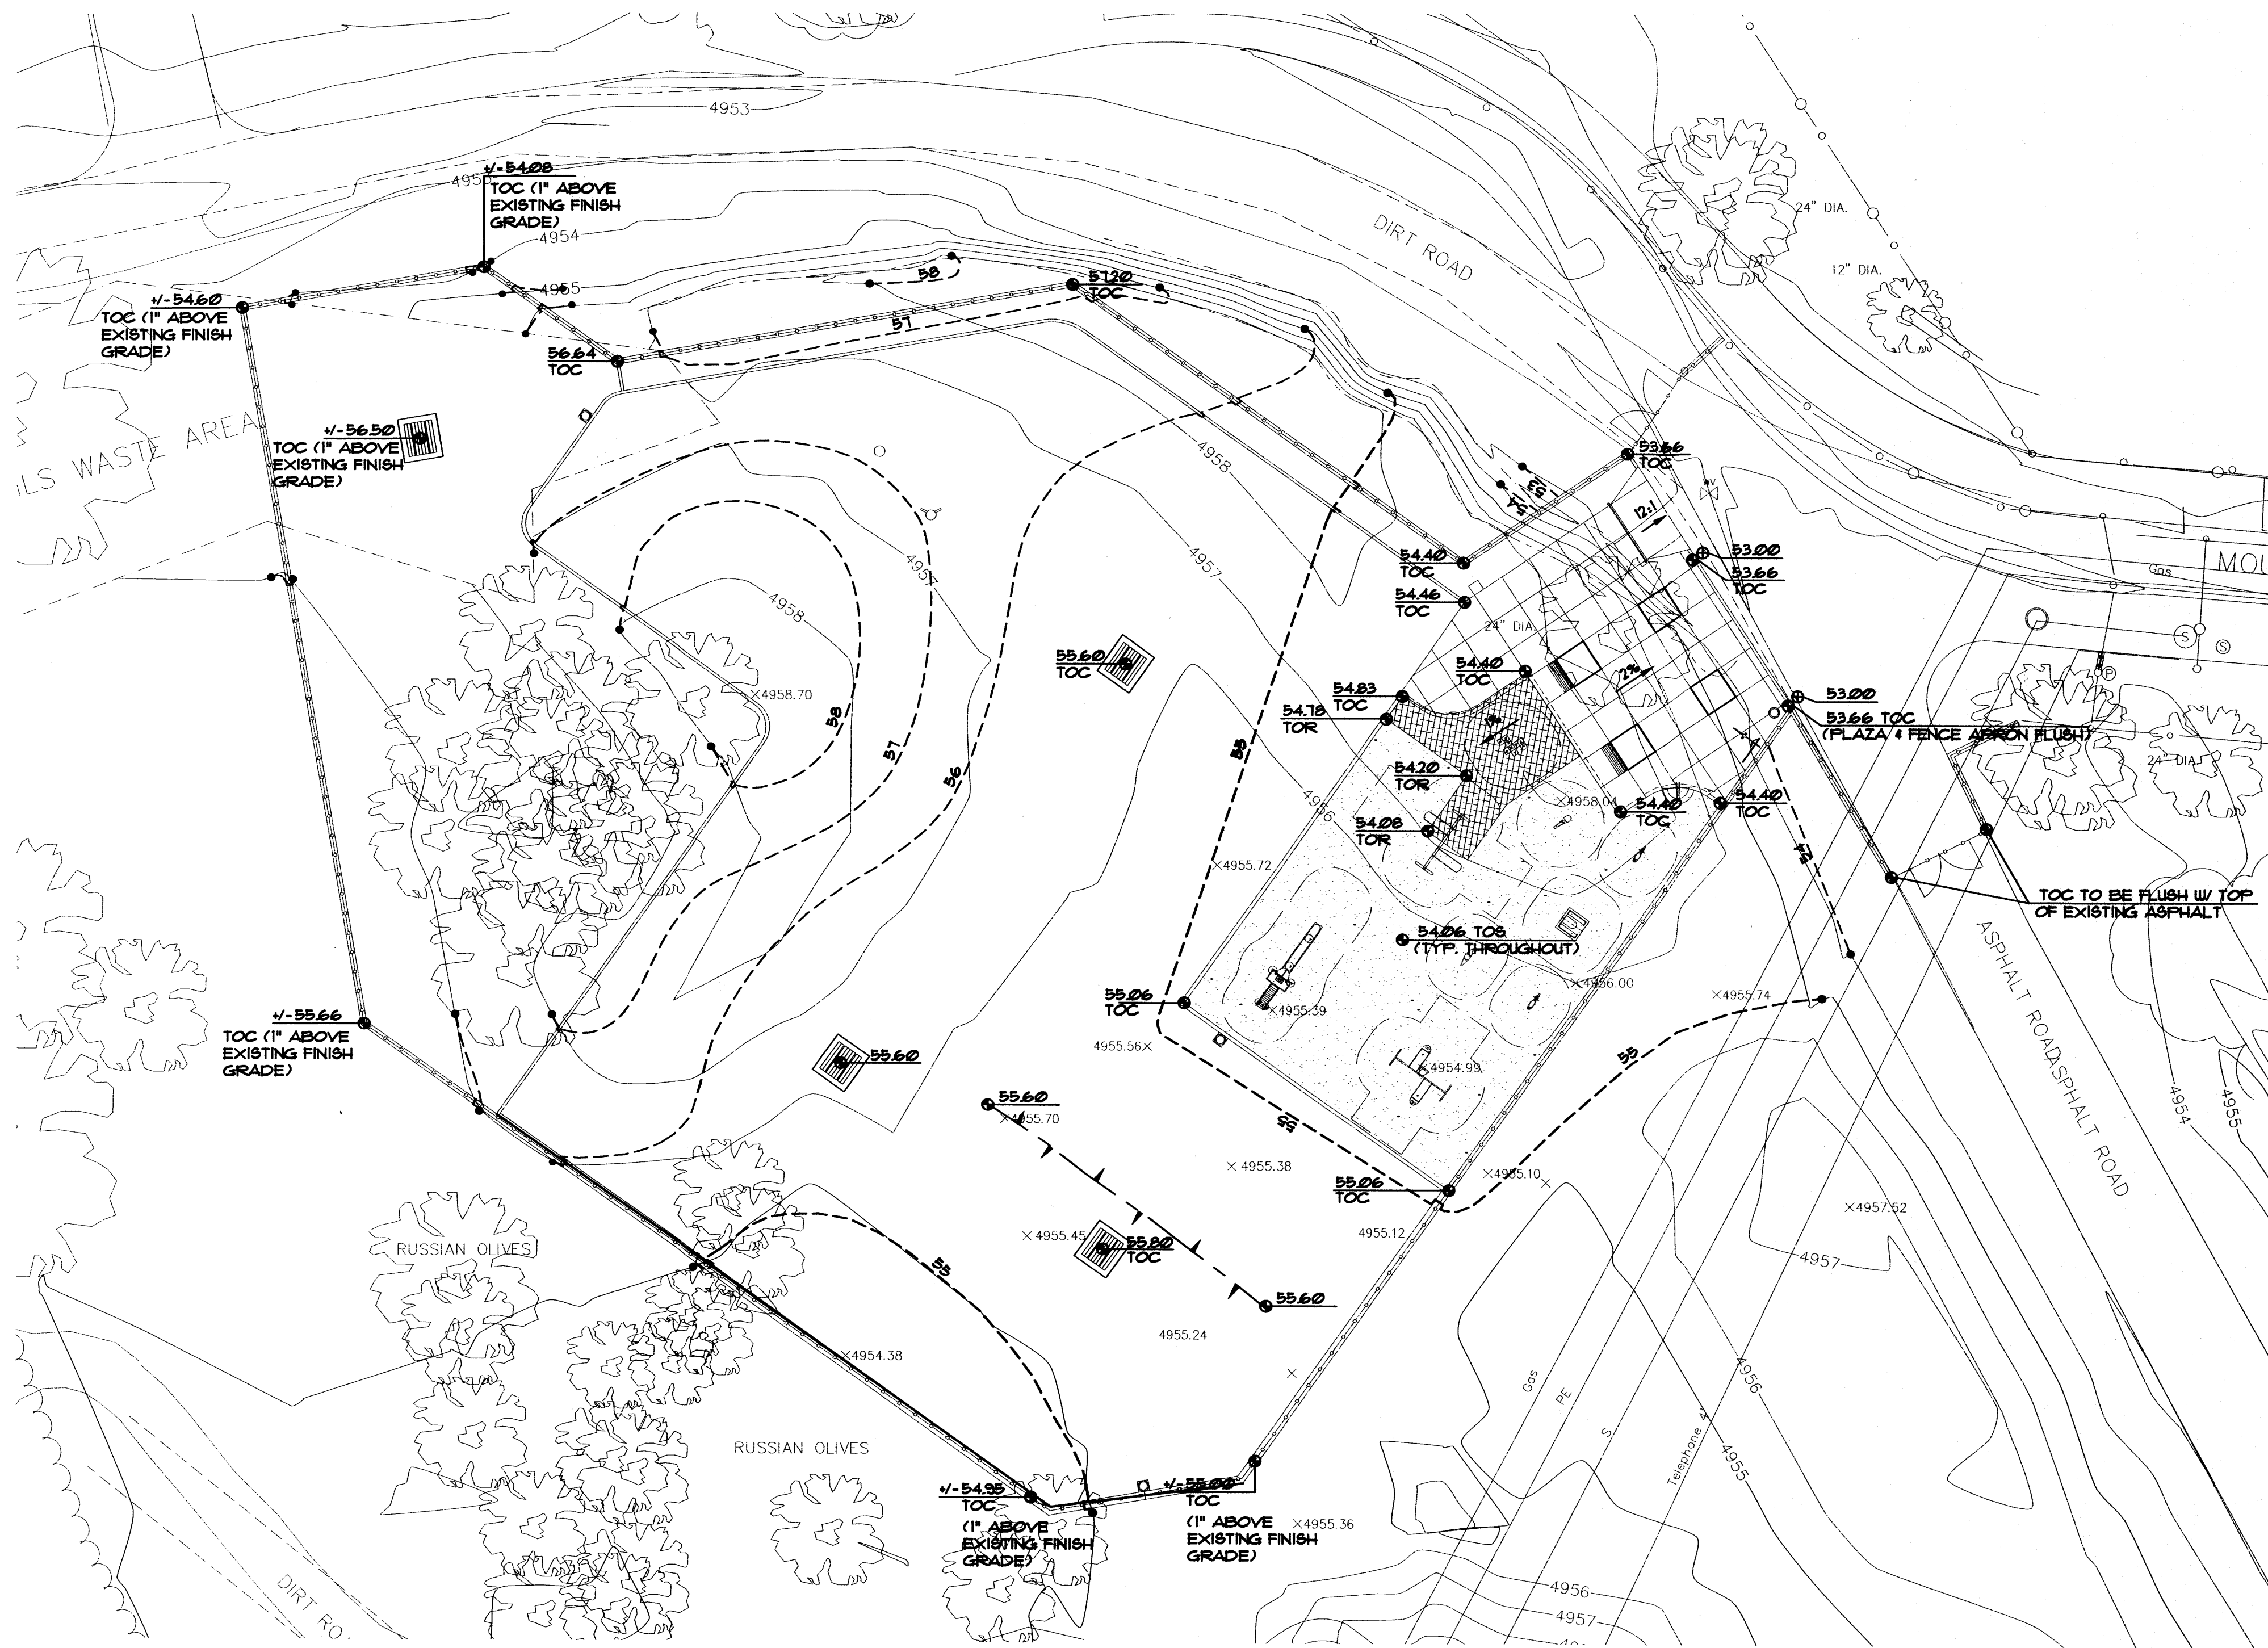 4953
+/-54.08
TOC (1" ABOVE
EXISTING FINISH
GRADE)
4954
4955
+/-54.60
TOC (1" ABOVE
EXISTING FINISH
GRADE)
58
57.20
TOC
57
56.64
TOC
DIRT ROAD
24" DIA.
12" DIA.
+/-56.50
TOC (1" ABOVE
EXISTING FINISH
GRADE)
WASTE AREA
4958
53.66
TOC
53
54
12:1
WV
54.40
TOC
53.00
53.66
TOC
Gas
4957
4957
54.46
TOC
24" DIA.
4958
55.60
TOC
54.40
TOC
2%
S
S
P
×4958.70
54.83
TOC
54.78
TOR
53.00
53.66 TOC
(PLAZA & FENCE APRON FLUSH)
24" DIA.
58
57
56
55
54.20
TOR
4956
×4958.04
54.40
TOC
54.40
TOC
54.08
TOR
54
×4955.72
TOC TO BE FLUSH W/ TOP
OF EXISTING ASPHALT
54.06 TOS
(TYP. THROUGHOUT)
ASPHALT ROAD
×4956.00
×4955.74
55.06
TOC
×4955.39
+/-55.66
TOC (1" ABOVE
EXISTING FINISH
GRADE)
4955.56×
55.60
×4954.99
55
55.60
×4955.70
55
ASPHALT ROAD
4954
4955
×4955.38
×4955.10
55.06
TOC
×4957.52
×4955.45
55.80
TOC
4955.12
RUSSIAN OLIVES
55
4957
55.60
4955.24
×4954.38
4956
Gas
PE
S
Telephone 4
4955
RUSSIAN OLIVES
+/-54.95
TOC
(1" ABOVE
EXISTING FINISH
GRADE)
+/-55.00
TOC
(1" ABOVE
EXISTING FINISH
GRADE)
×4955.36
DIRT RO
4956
4957